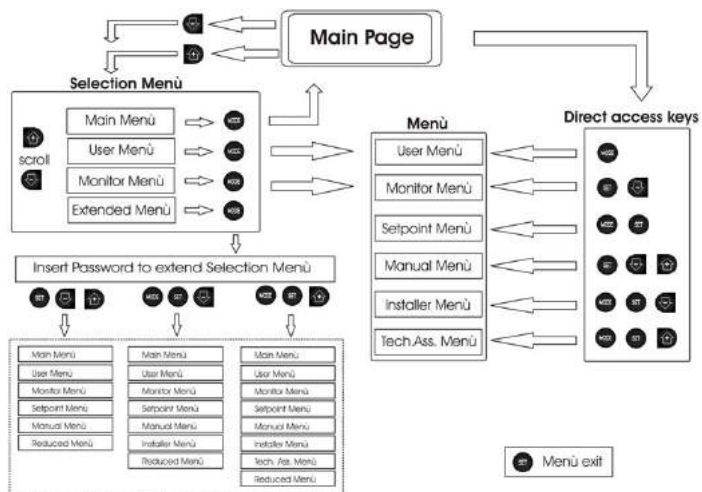 Main Page
Selection Menù
Main Menù
MODE
User Menù
MODE
scroll
Monitor Menù
MODE
Extended Menù
MODE
Insert Password to extend Selection Menù
SET
MODE SET
MODE SET
Main Menù
User Menù
Monitor Menù
Setpoint Menù
Manual Menù
Reduced Menù
Main Menù
User Menù
Monitor Menù
Setpoint Menù
Manual Menù
Installer Menù
Reduced Menù
Main Menù
User Menù
Monitor Menù
Setpoint Menù
Manual Menù
Installer Menù
Tech. Ass. Menù
Reduced Menù
Menù
User Menù
Monitor Menù
Setpoint Menù
Manual Menù
Installer Menù
Tech.Ass. Menù
Direct access keys
MODE
SET
MODE SET
SET
MODE SET
MODE SET
SET Menù exit